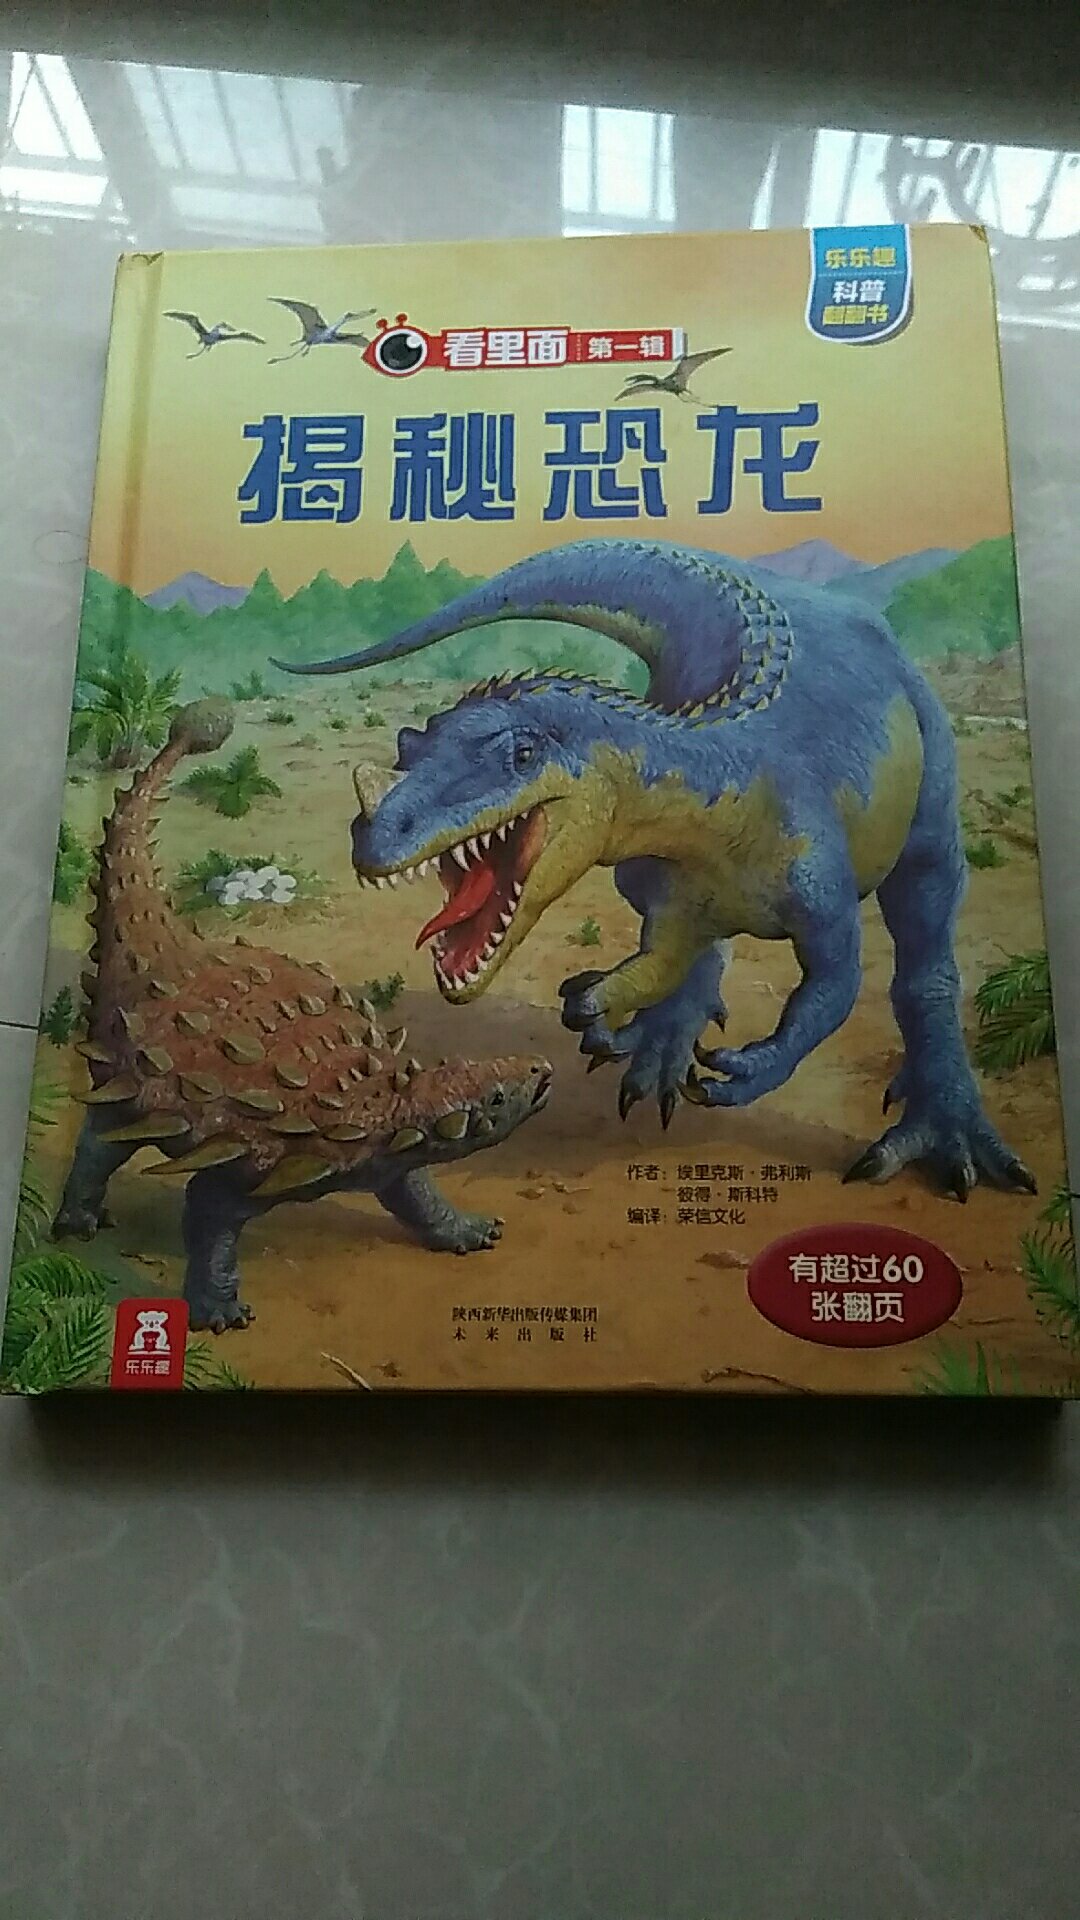 乐乐趣
科普
翻翻书
看里面 第一辑
揭秘恐龙
作者：埃里克斯·弗利斯
彼得·斯科特
编译：荣信文化
有超过60
张翻页
陕西新华出版传媒集团
未来出版社
乐乐趣